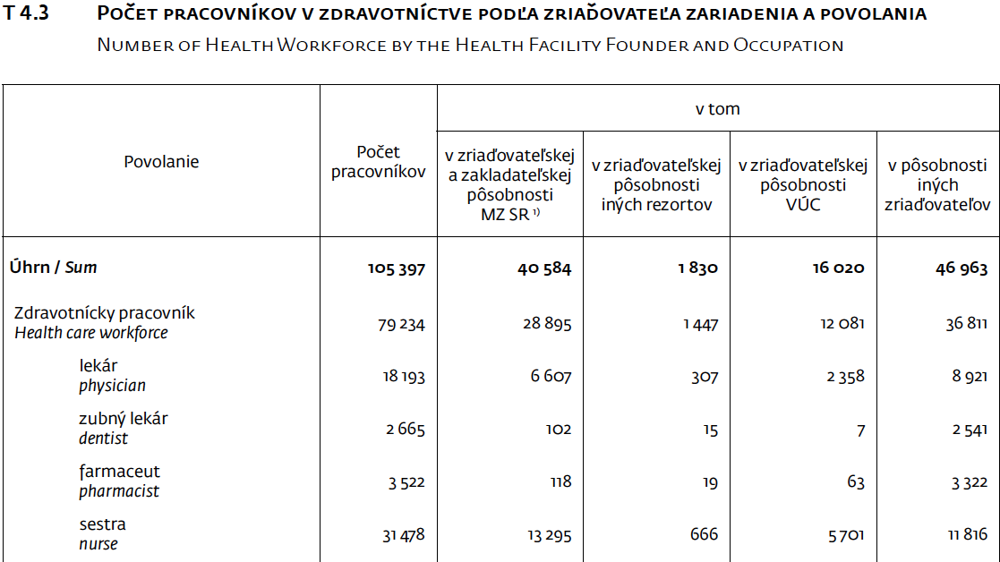 T 4.3 Počet pracovníkov v zdravotníctve podľa zriaďovateľa zariadenia a povolania
Number of Health Workforce by the Health Facility Founder and Occupation
Povolanie
Počet
pracovníkov
v tom
v zriaďovateľskej
a zakladateľskej
pôsobnosti
MZ SR 1)
v zriaďovateľskej
pôsobnosti
iných rezortov
v zriaďovateľskej
pôsobnosti
VÚC
v pôsobnosti
iných
zriaďovateľov
Úhrn / Sum 105 397 40 584 1 830 16 020 46 963
Zdravotnícky pracovník
Health care workforce 79 234 28 895 1 447 12 081 36 811
lekár
physician 18 193 6 607 307 2 358 8 921
zubný lekár
dentist 2 665 102 15 7 2 541
farmaceut
pharmacist 3 522 118 19 63 3 322
sestra
nurse 31 478 13 295 666 5 701 11 816